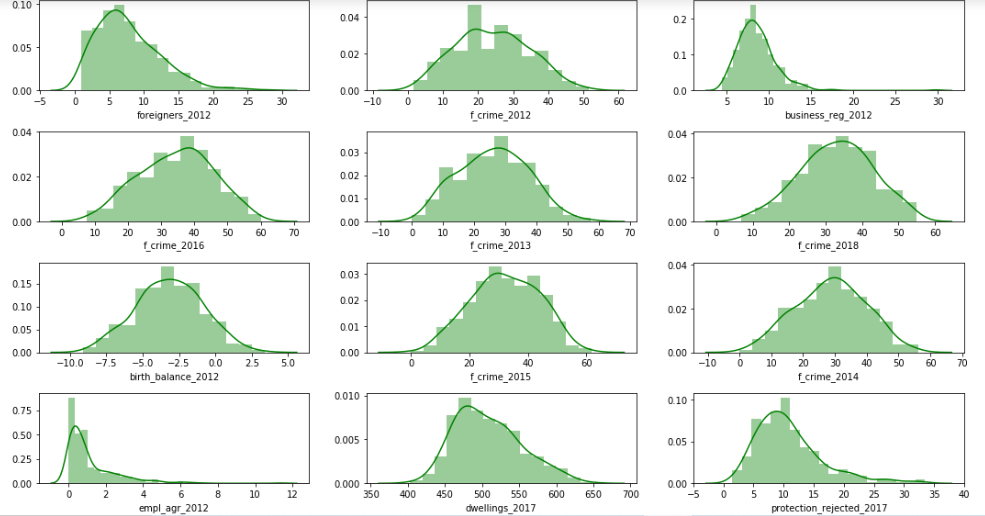 0.10
0.05
0.00
−5 0 5 10 15 20 25 30
foreigners_2012
0.04
0.02
0.00
−10 0 10 20 30 40 50 60
f_crime_2012
0.2
0.1
0.0
5 10 15 20 25 30
business_reg_2012
0.04
0.02
0.00
0 10 20 30 40 50 60 70
f_crime_2016
0.03
0.02
0.01
0.00
−10 0 10 20 30 40 50 60 70
f_crime_2013
0.04
0.02
0.00
0 10 20 30 40 50 60
f_crime_2018
0.15
0.10
0.05
0.00
−10.0 −7.5 −5.0 −2.5 0.0 2.5 5.0
birth_balance_2012
0.03
0.02
0.01
0.00
0 20 40 60
f_crime_2015
0.04
0.02
0.00
−10 0 10 20 30 40 50 60 70
f_crime_2014
0.75
0.50
0.25
0.00
0 2 4 6 8 10 12
empl_agr_2012
0.010
0.005
0.000
350 400 450 500 550 600 650 700
dwellings_2017
0.10
0.05
0.00
−5 0 5 10 15 20 25 30 35 40
protection_rejected_2017